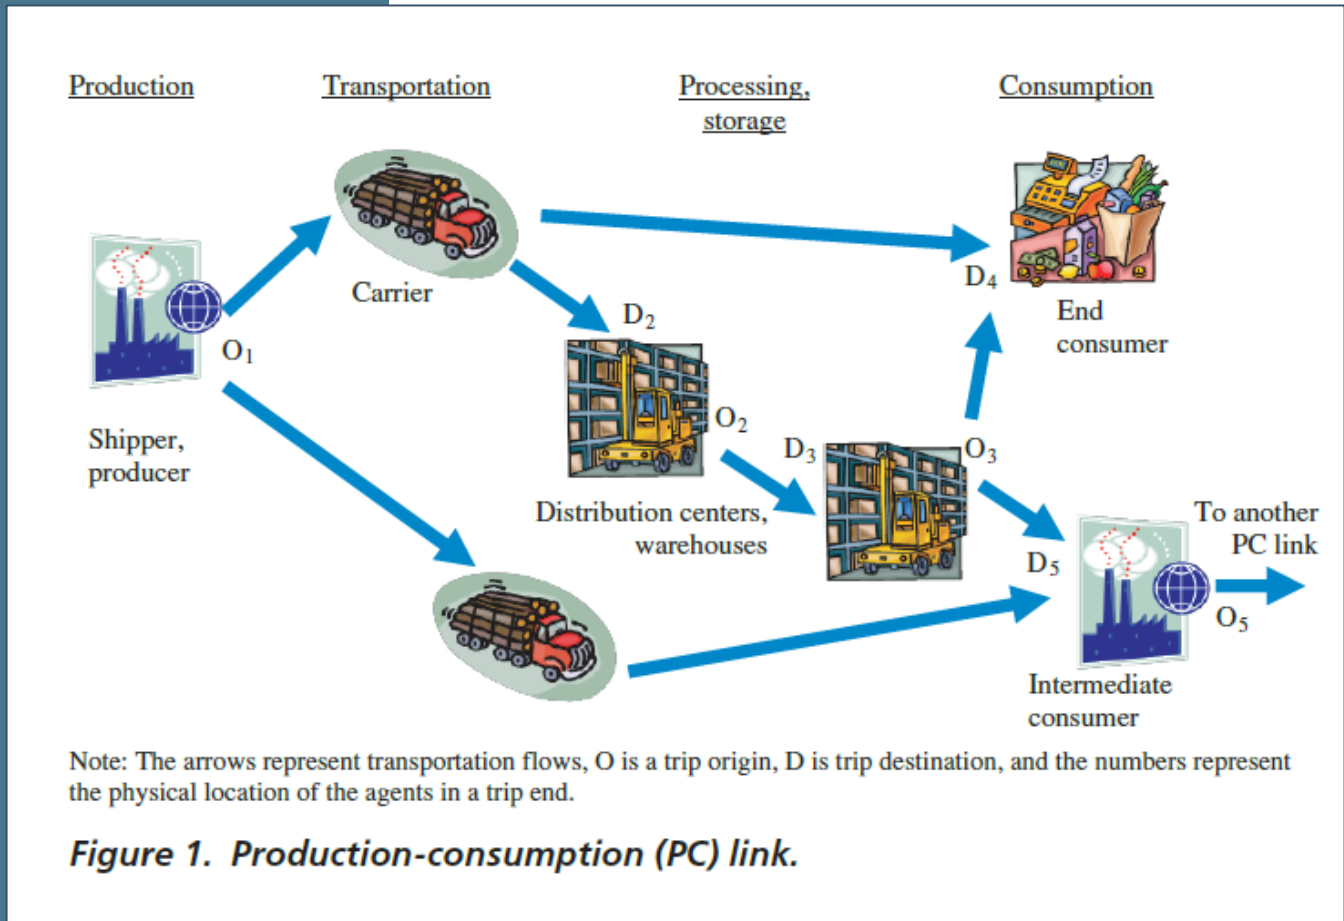 Production
Transportation
Processing,
storage
Consumption
Carrier
D2
D4
End
consumer
O1
O2
Shipper,
producer
D3
O3
Distribution centers,
warehouses
To another
PC link
D5
O5
Intermediate
consumer
Note: The arrows represent transportation flows, O is a trip origin, D is trip destination, and the numbers represent
the physical location of the agents in a trip end.
Figure 1. Production-consumption (PC) link.